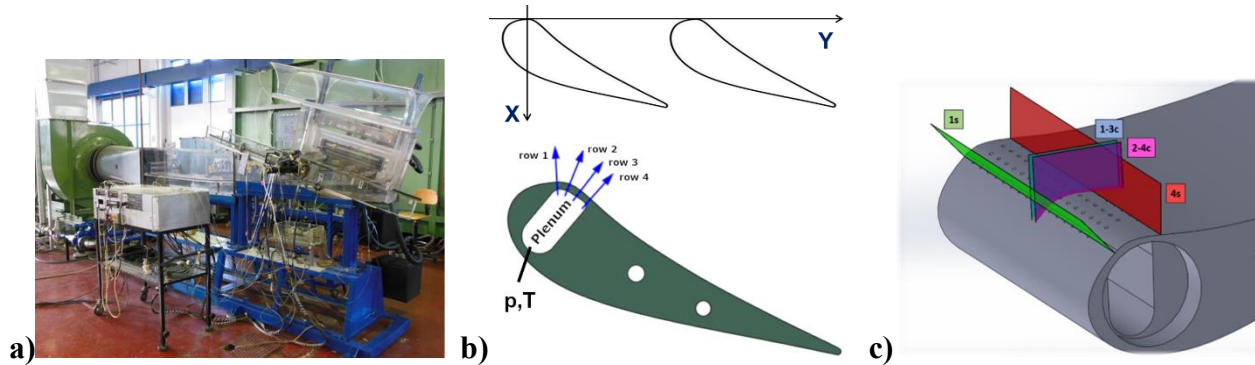 a)
Y
X
row 1
row 2
row 3
row 4
Plenum
p,T
b)
1s
1-3c
2-4c
4s
c)